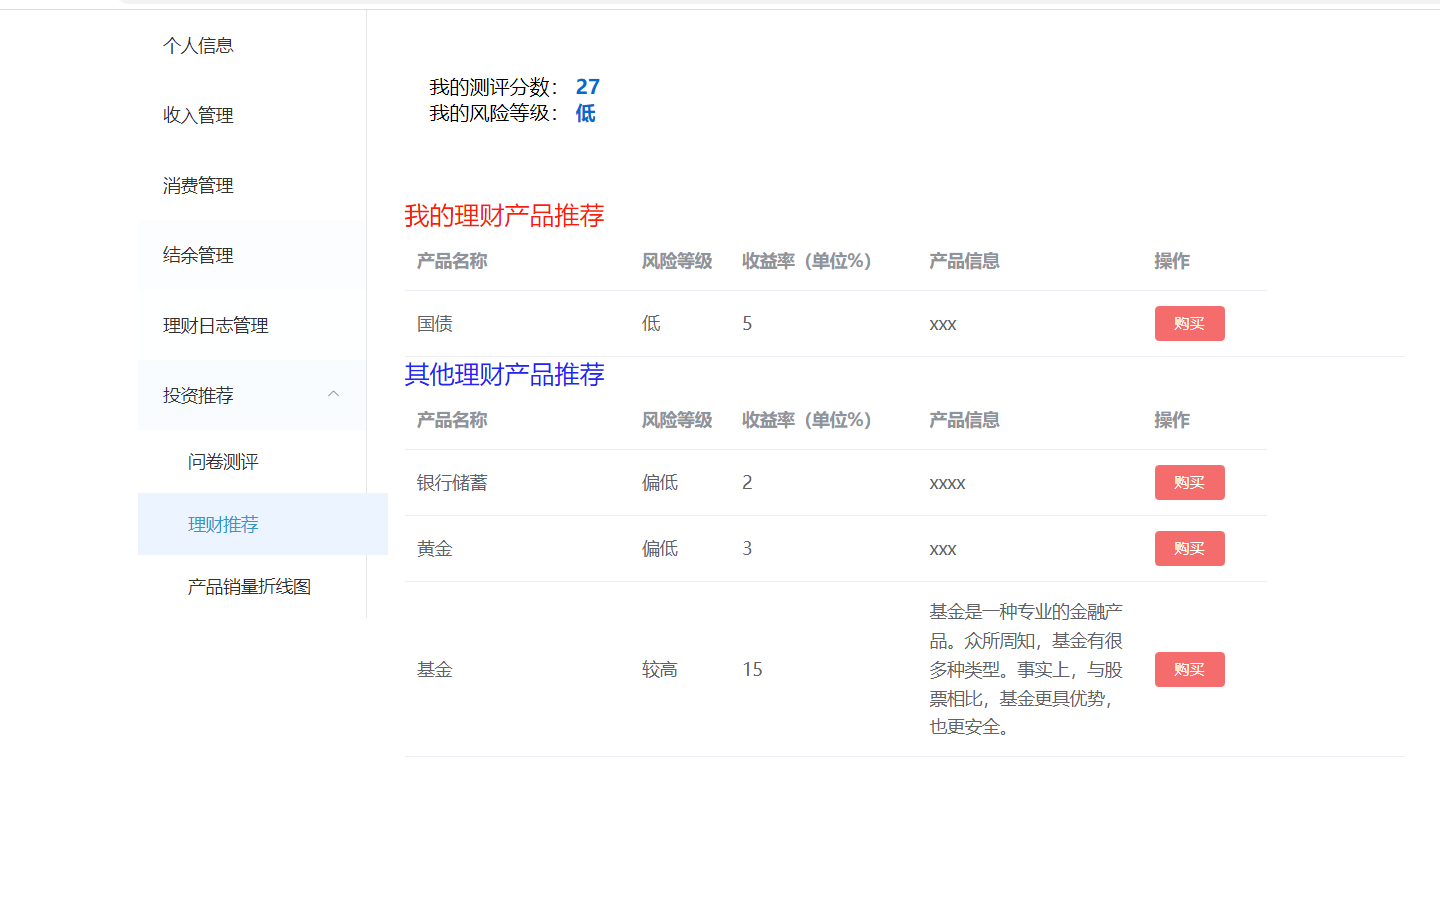 个人信息
收入管理
消费管理
结余管理
理财日志管理
投资推荐
问卷测评
理财推荐
产品销量折线图
我的测评分数： 27
我的风险等级： 低
我的理财产品推荐
产品名称 风险等级 收益率（单位%） 产品信息 操作
国债 低 5 xxx 购买
其他理财产品推荐
产品名称 风险等级 收益率（单位%） 产品信息 操作
银行储蓄 偏低 2 xxxx 购买
黄金 偏低 3 xxx 购买
基金 较高 15
基金是一种专业的金融产
品。众所周知，基金有很
多种类型。事实上，与股
票相比，基金更具优势，
也更安全。
购买